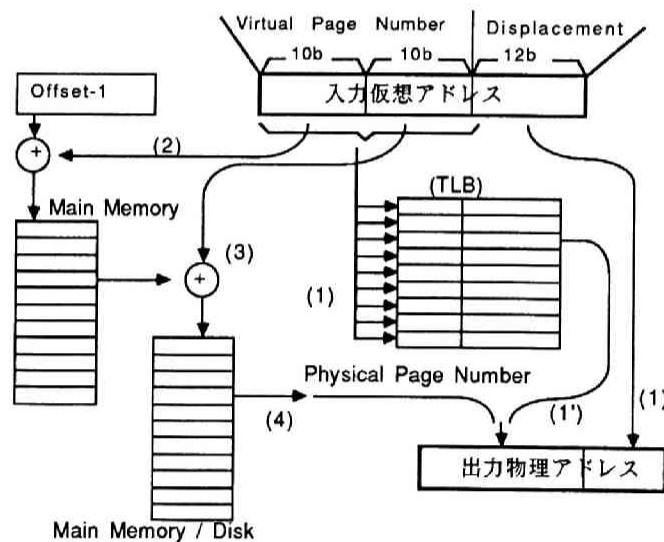 Virtual Page Number
Displacement
10b
10b
12b
Offset-1
入力仮想アドレス
+
(2)
(TLB)
Main Memory
(3)
+
(1)
Physical Page Number
(4)
(1')
(1)
出力物理アドレス
Main Memory / Disk